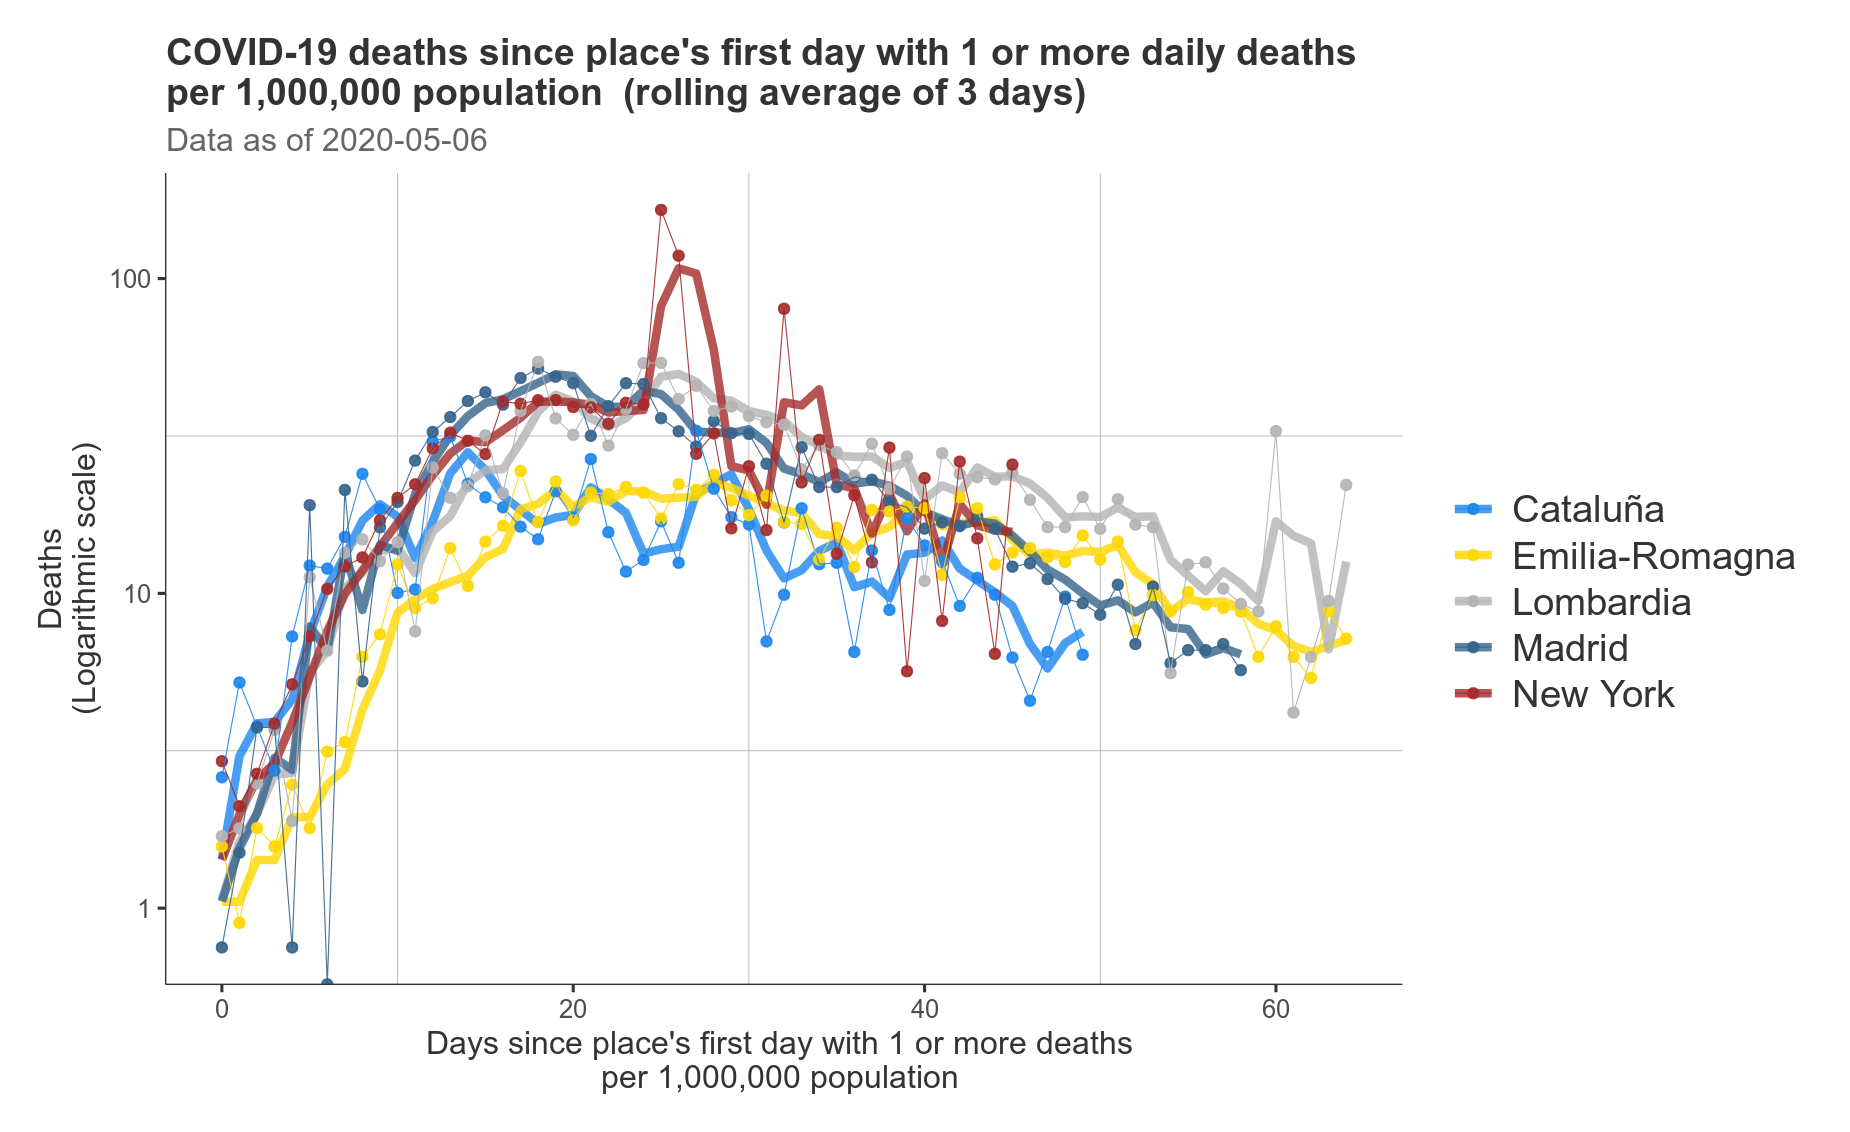 COVID-19 deaths since place's first day with 1 or more daily deaths
per 1,000,000 population  (rolling average of 3 days)
Data as of 2020-05-06
100
10
1
Deaths
(Logarithmic scale)
0
20
40
60
Days since place's first day with 1 or more deaths
per 1,000,000 population
Cataluña
Emilia-Romagna
Lombardia
Madrid
New York